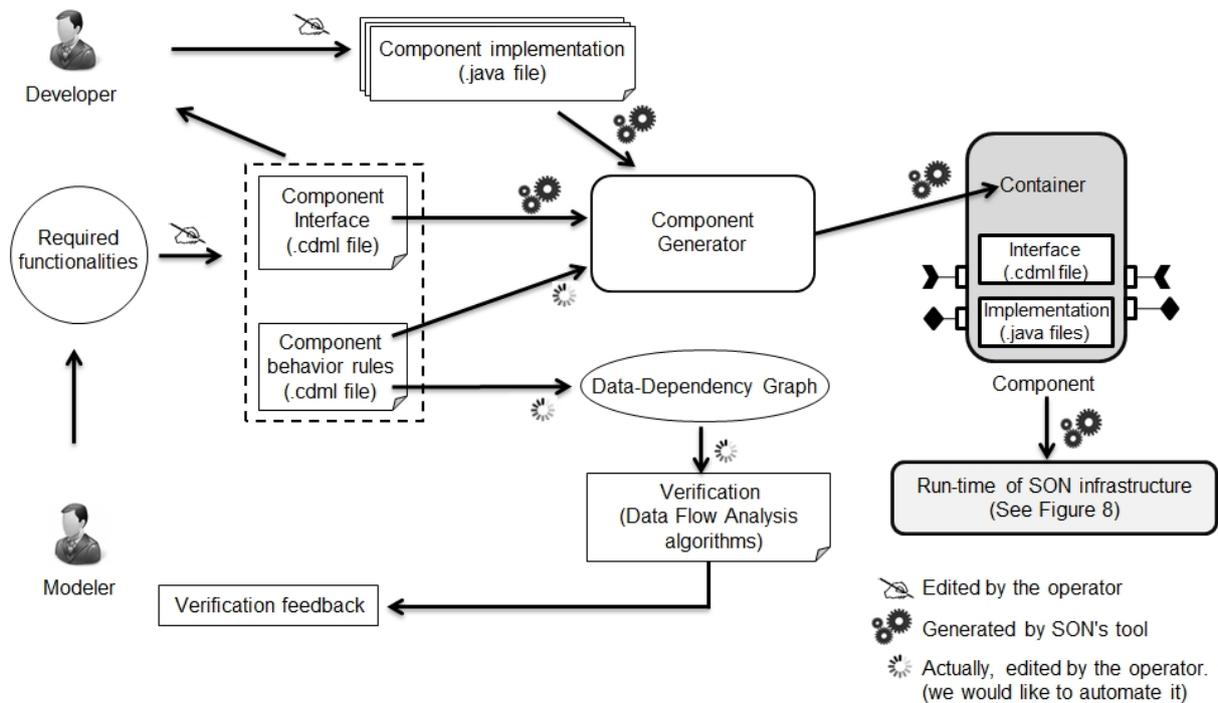 Developer
Component implementation
(.java file)
Required
functionalities
Component
Interface
(.cdml file)
Component
Generator
Container
Interface
(.cdml file)
Implementation
(.java files)
Component
Component
behavior rules
(.cdml file)
Data-Dependency Graph
Verification
(Data Flow Analysis
algorithms)
Run-time of SON infrastructure
(See Figure 8)
Modeler
Verification feedback
Edited by the operator
Generated by SON's tool
Actually, edited by the operator.
(we would like to automate it)